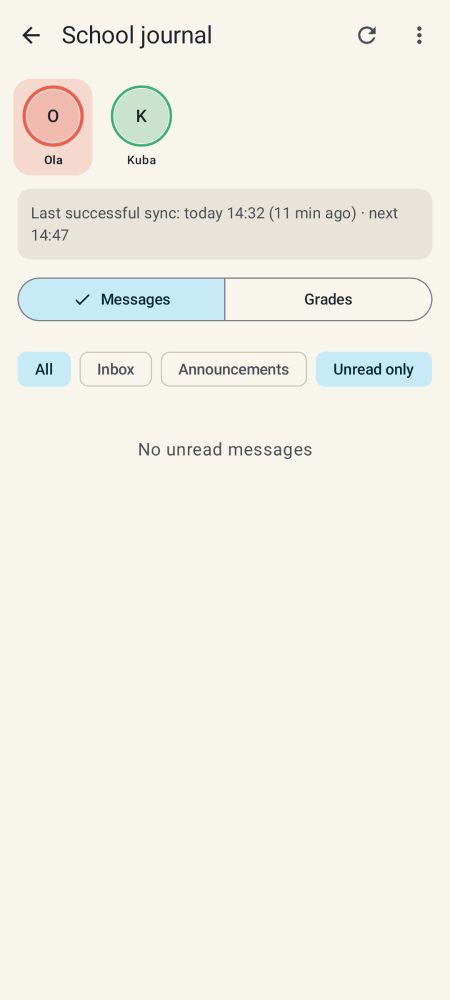 School journal
O
K
Ola
Kuba
Last successful sync: today 14:32 (11 min ago) · next
14:47
Messages
Grades
All
Inbox
Announcements
Unread only
No unread messages